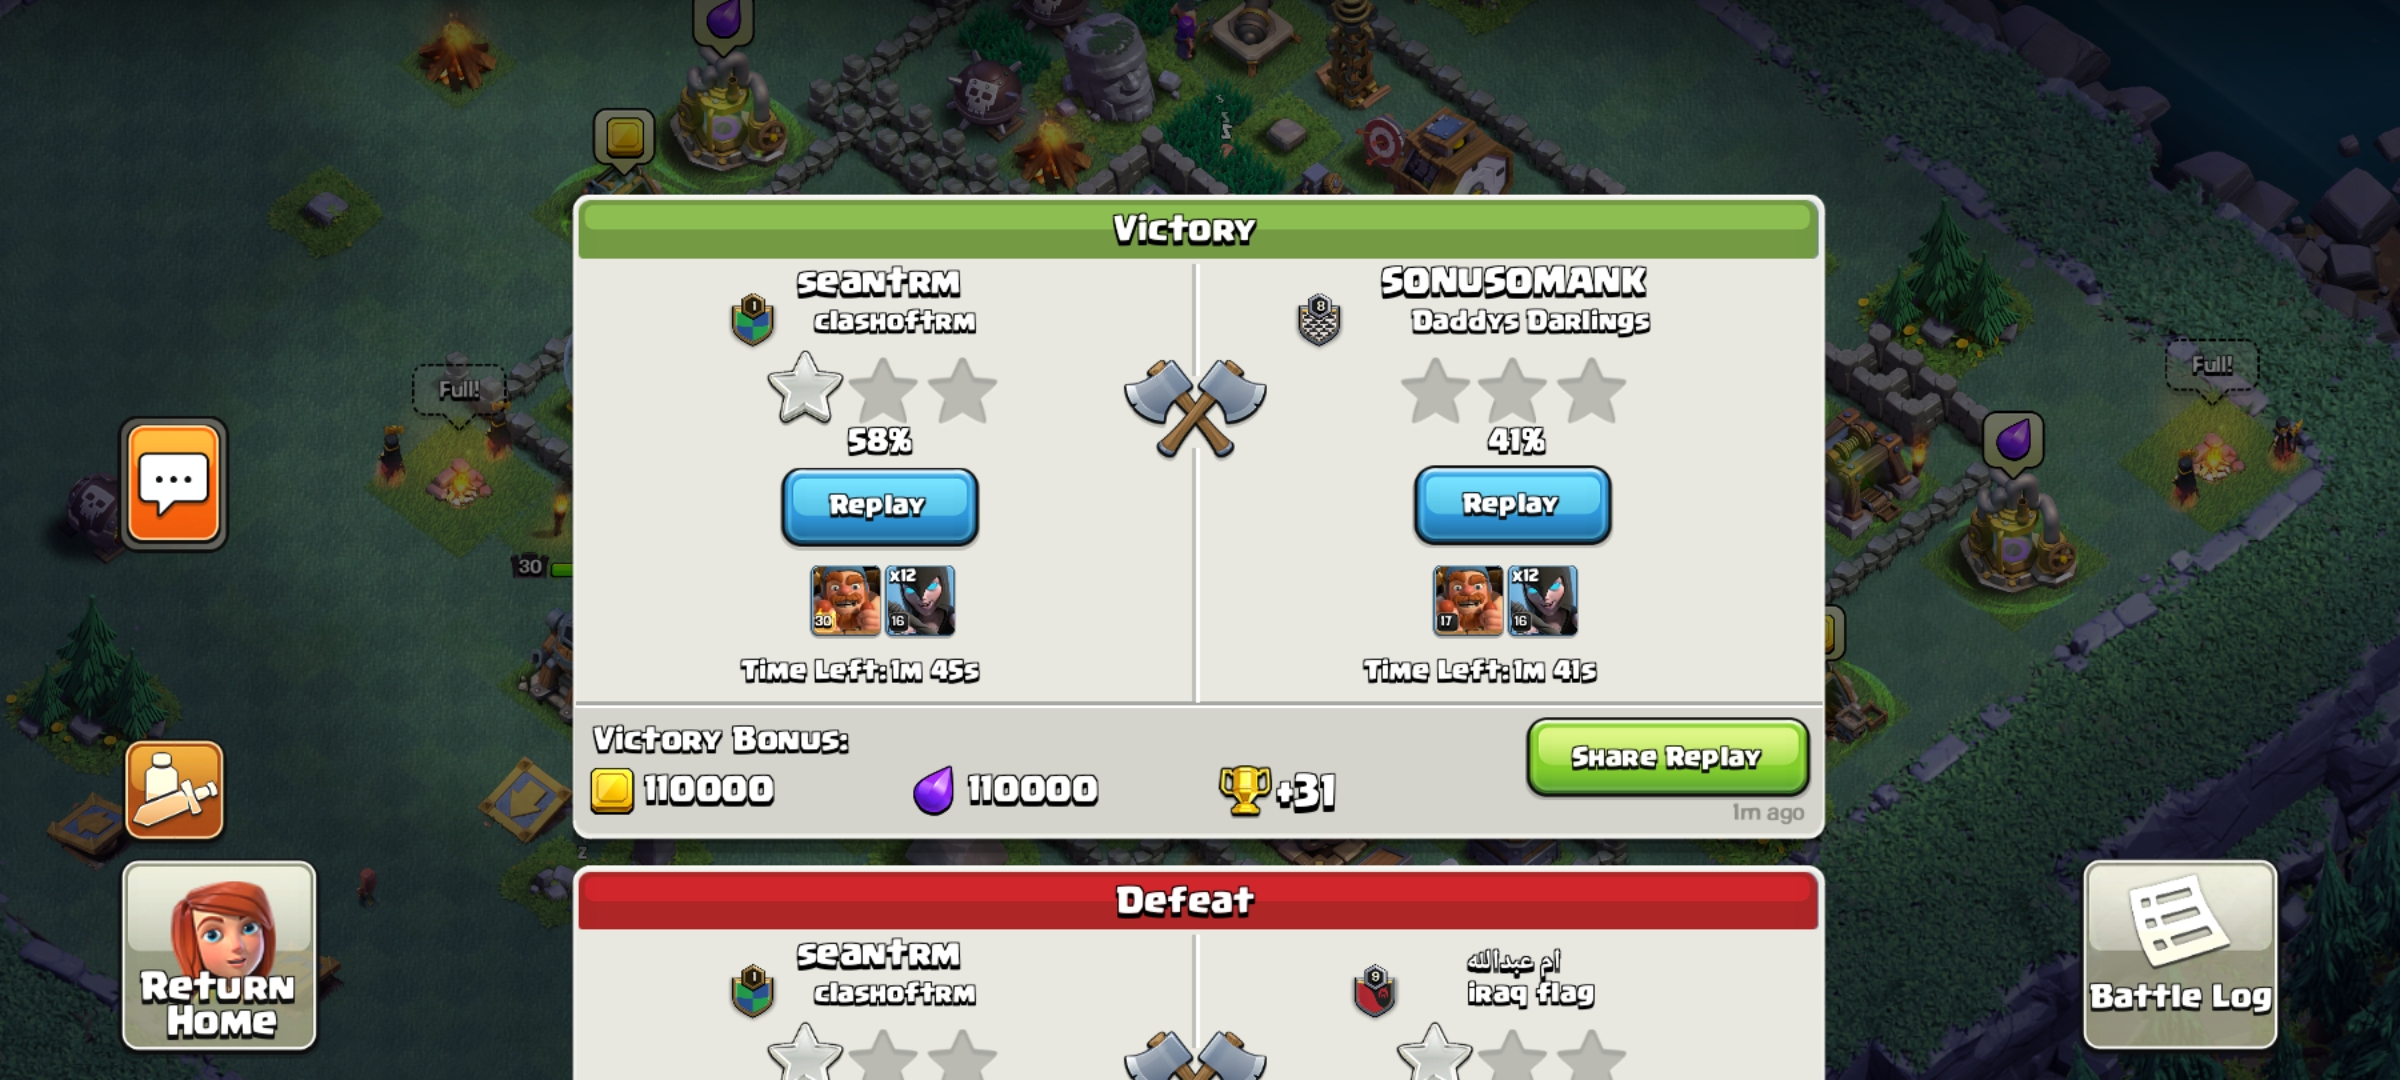 Victory
seantrm
clashoftrm
58%
Replay
30
x12
16
Time Left: 1m 45s
SONUSOMANK
Daddys Darlings
8
41%
Replay
17
x12
16
Time Left: 1m 41s
Victory Bonus:
110000
110000
+31
Share Replay
1m ago
Defeat
seantrm
clashoftrm
ام عبدالله
iraq flag
9
Full!
Full!
30
Return
Home
Battle Log